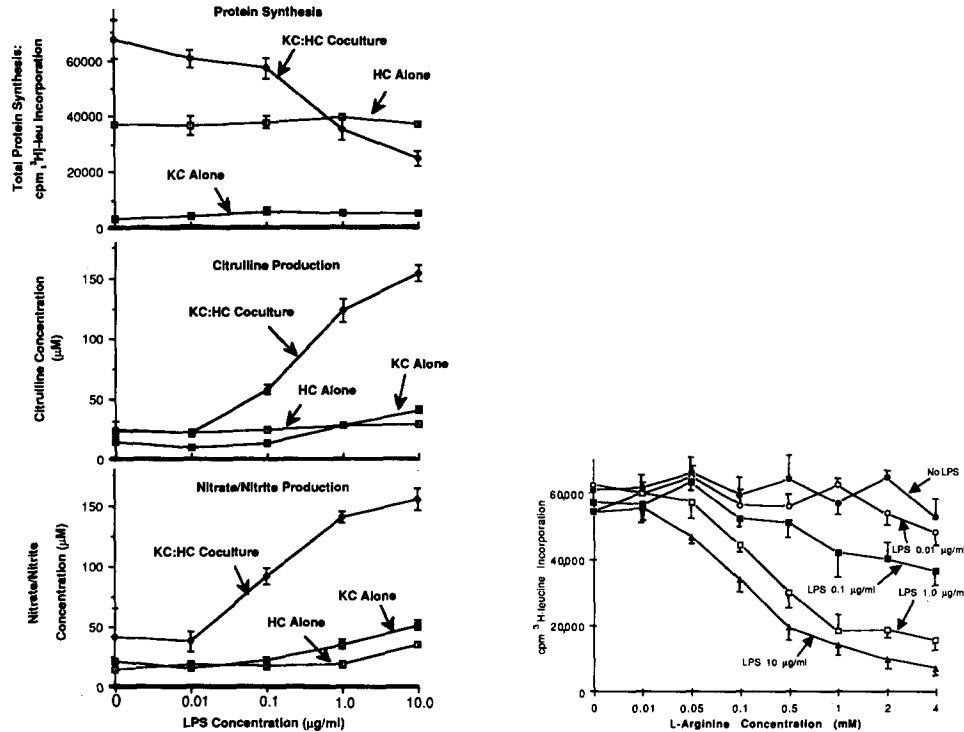 Protein Synthesis
Total Protein Synthesis:
cpm [³H]-leu Incorporation
60000
40000
20000
0
KC:HC Coculture
HC Alone
KC Alone
Citrulline Production
Citrulline Concentration
(µM)
150
100
50
0
KC:HC Coculture
HC Alone
KC Alone
Nitrate/Nitrite Production
Nitrate/Nitrite
Concentration (µM)
150
100
50
0
KC:HC Coculture
KC Alone
HC Alone
0 0.01 0.1 1.0 10.0
LPS Concentration (µg/ml)
cpm ³H-leucine Incorporation
60,000
40,000
20,000
0
No LPS
LPS 0.01 µg/ml
LPS 0.1 µg/ml
LPS 1.0 µg/ml
LPS 10 µg/ml
0 0.01 0.05 0.1 0.5 1 2 4
L-Arginine Concentration (mM)